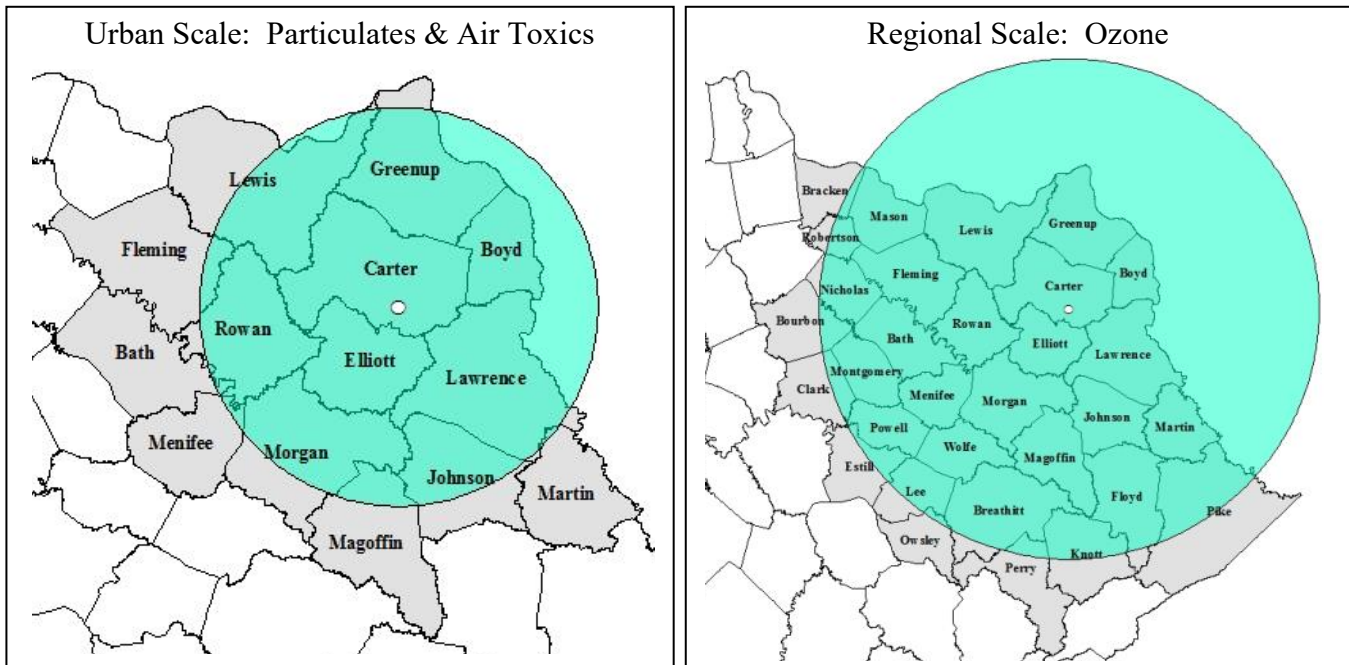 Urban Scale: Particulates & Air Toxics
Greenup
Lewis
Fleming
Boyd
Carter
Rowan
Bath
Elliott
Lawrence
Menifee
Morgan
Johnson
Martin
Magoffin
Regional Scale: Ozone
Bracken
Mason
Greenup
Lewis
Robertson
Fleming
Boyd
Carter
Nicholas
Bourbon
Rowan
Bath
Elliott
Lawrence
Montgomery
Clark
Menifee
Morgan
Johnson
Martin
Powell
Wolfe
Magoffin
Estill
Lee
Floyd
Breathitt
Pike
Owsley
Knott
Perry